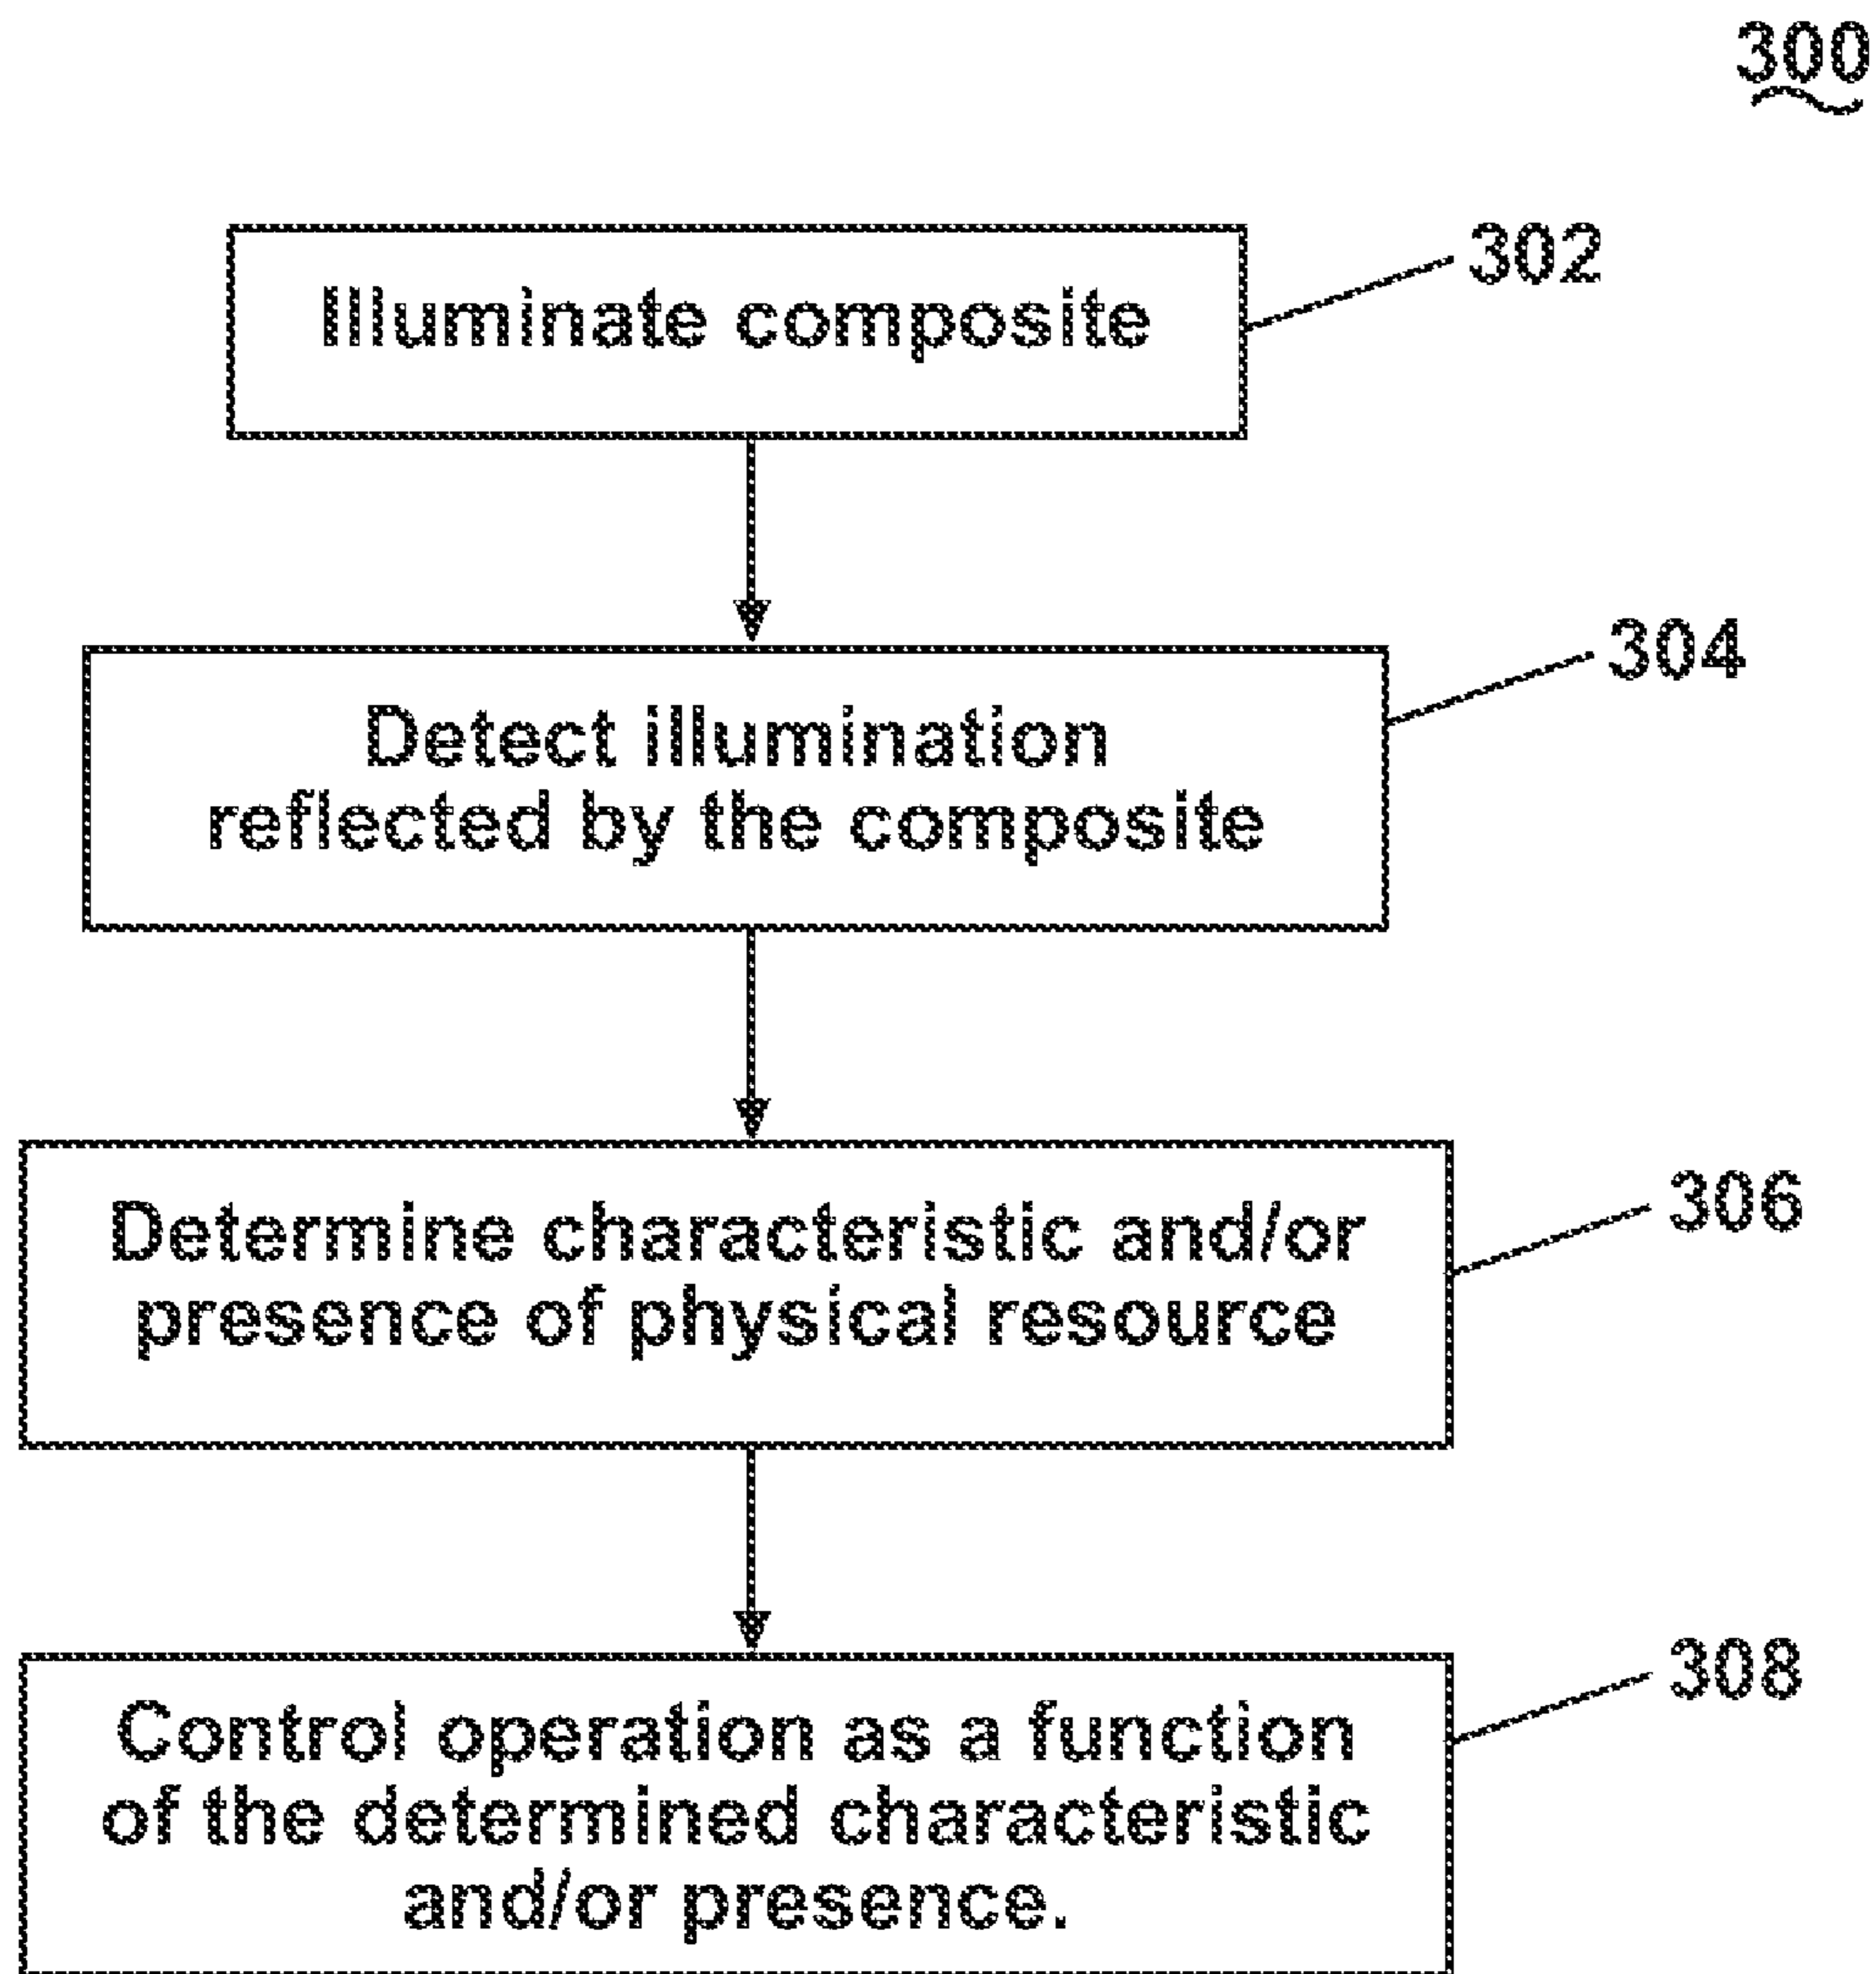 300
Illuminate composite
302
Detect illumination
reflected by the composite
304
Determine characteristic and/or
presence of physical resource
306
Control operation as a function
of the determined characteristic
and/or presence.
308